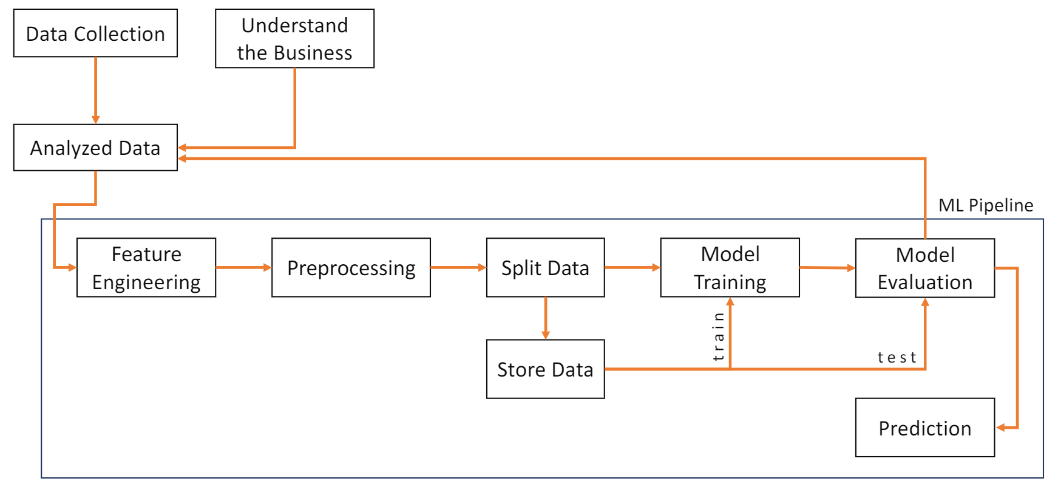 Data Collection
Understand
the Business
Analyzed Data
ML Pipeline
Feature
Engineering
Preprocessing
Split Data
Model
Training
Model
Evaluation
train
Store Data
test
Prediction